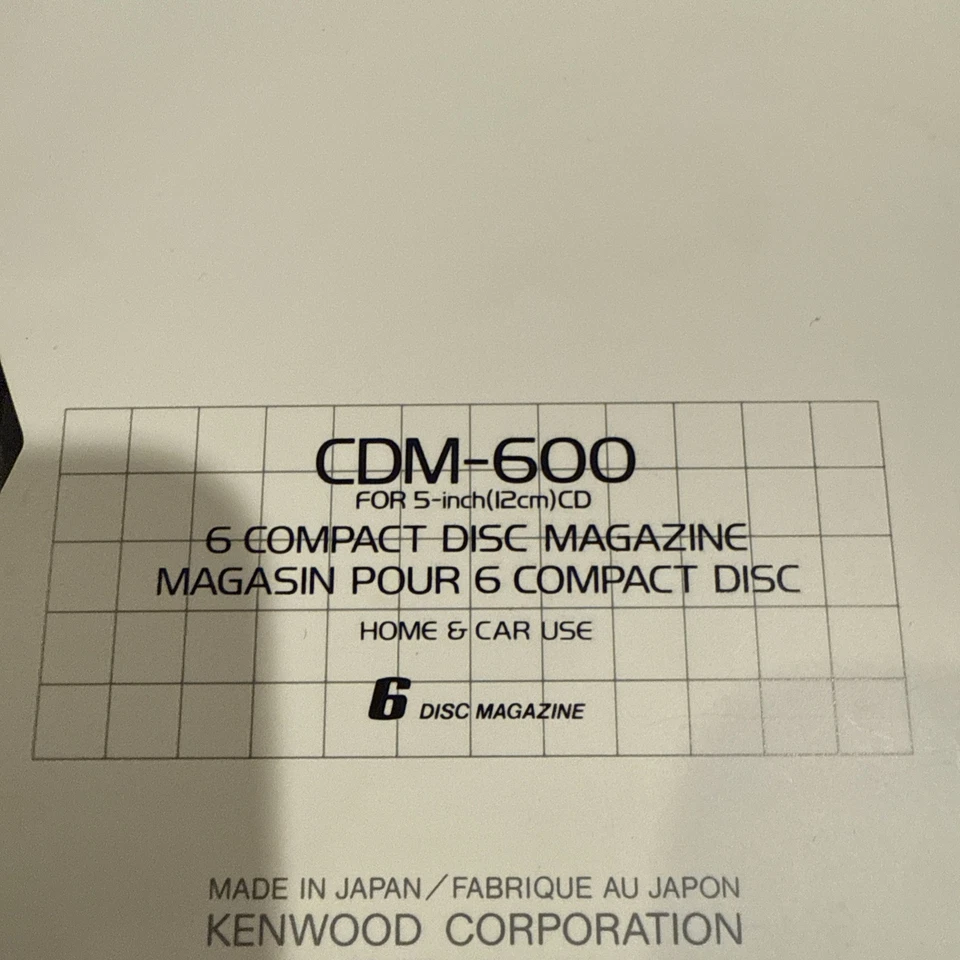 CDM-600
FOR 5-inch(12cm)CD
6 COMPACT DISC MAGAZINE
MAGASIN POUR 6 COMPACT DISC
HOME & CAR USE
6 DISC MAGAZINE
MADE IN JAPAN/FABRIQUE AU JAPON
KENWOOD CORPORATION